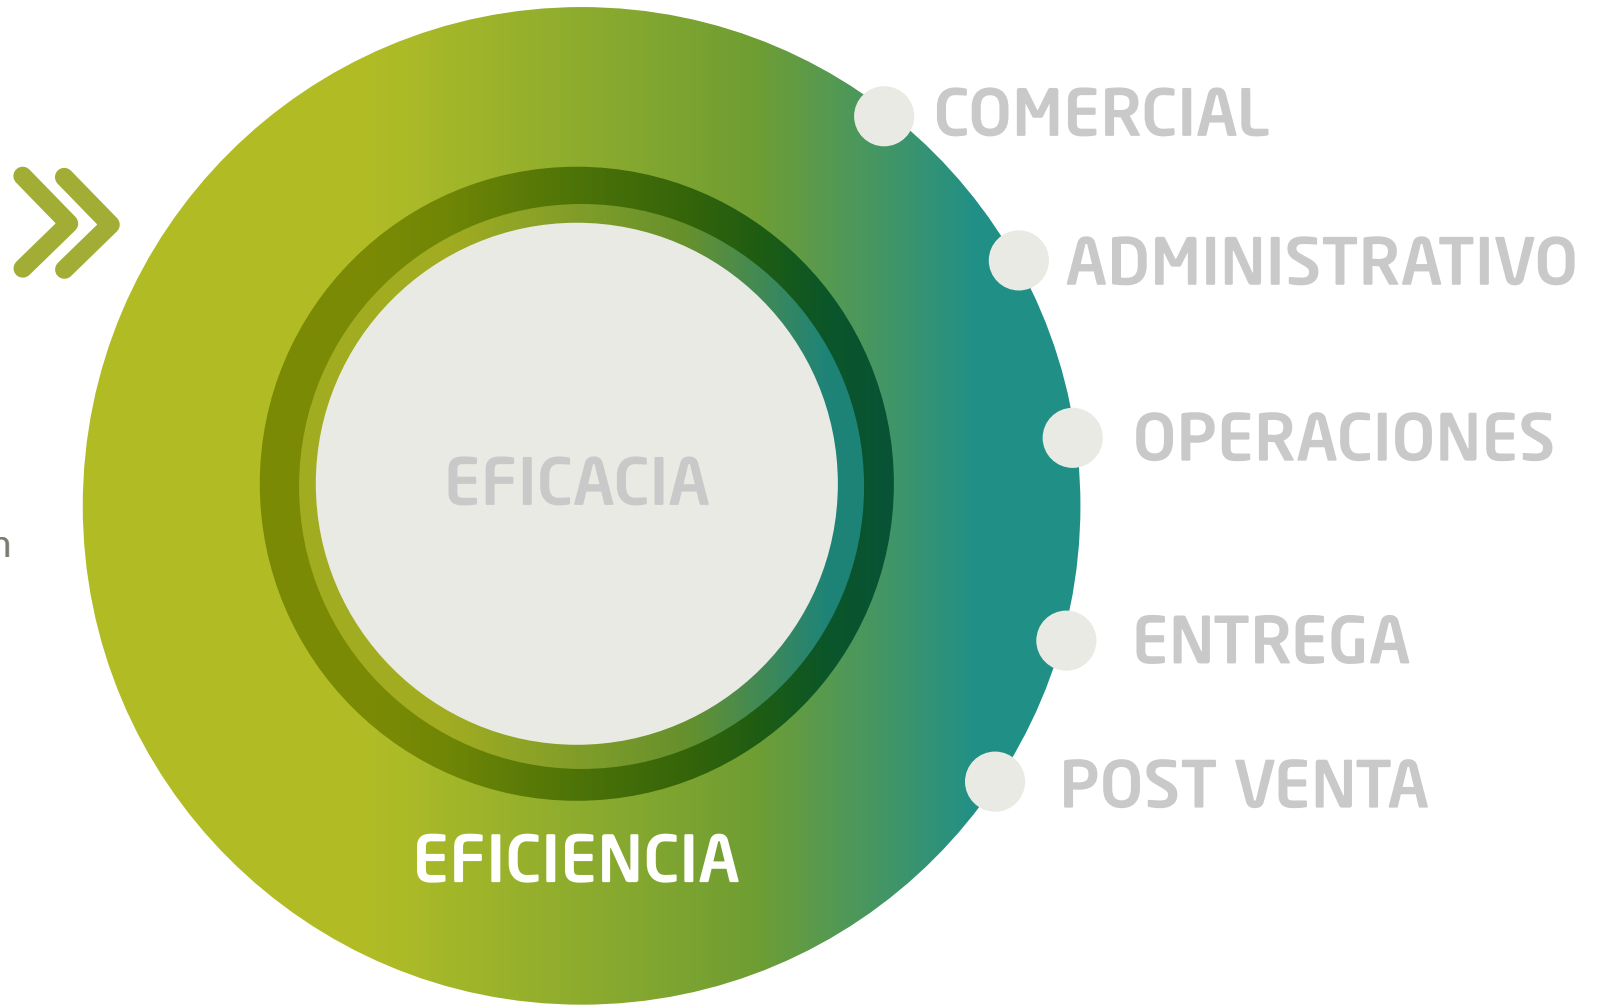 COMERCIAL
ADMINISTRATIVO
OPERACIONES
EFICACIA
ENTREGA
POST VENTA
EFICIENCIA